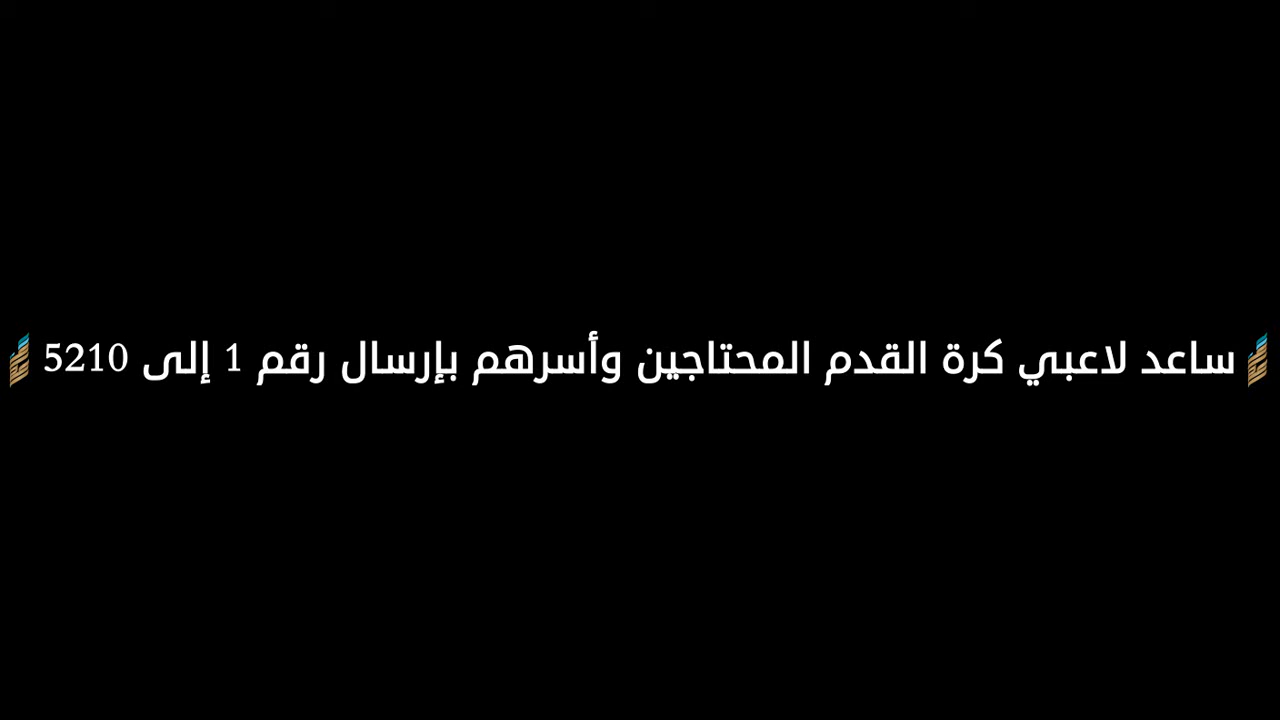 ساعد لاعبي كرة القدم المحتاجين وأسرهم بإرسال رقم 1 إلى 5210